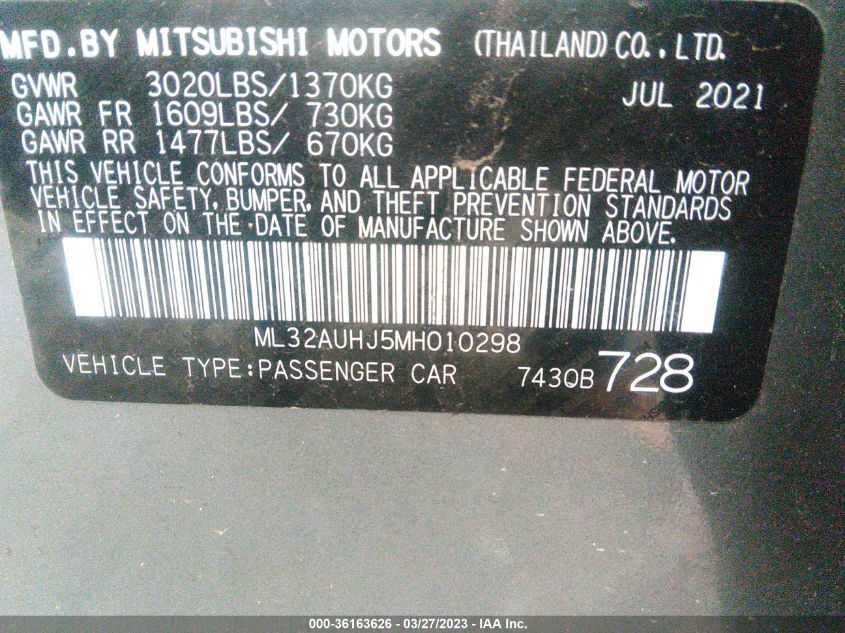 MFD.BY MITSUBISHI MOTORS (THAILAND)CO.,LTD.
GVWR 3020LBS/1370KG JUL 2021
GAWR FR 1609LBS/ 730KG
GAWR RR 1477LBS/ 670KG
THIS VEHICLE CONFORMS TO ALL APPLICABLE FEDERAL MOTOR
VEHICLE SAFETY, BUMPER, AND THEFT PREVENTION STANDARDS
IN EFFECT ON THE DATE OF MANUFACTURE SHOWN ABOVE.
ML32AUHJ5MH010298
VEHICLE TYPE:PASSENGER CAR 7430B 728
000-36163626 - 03/27/2023 - IAA Inc.